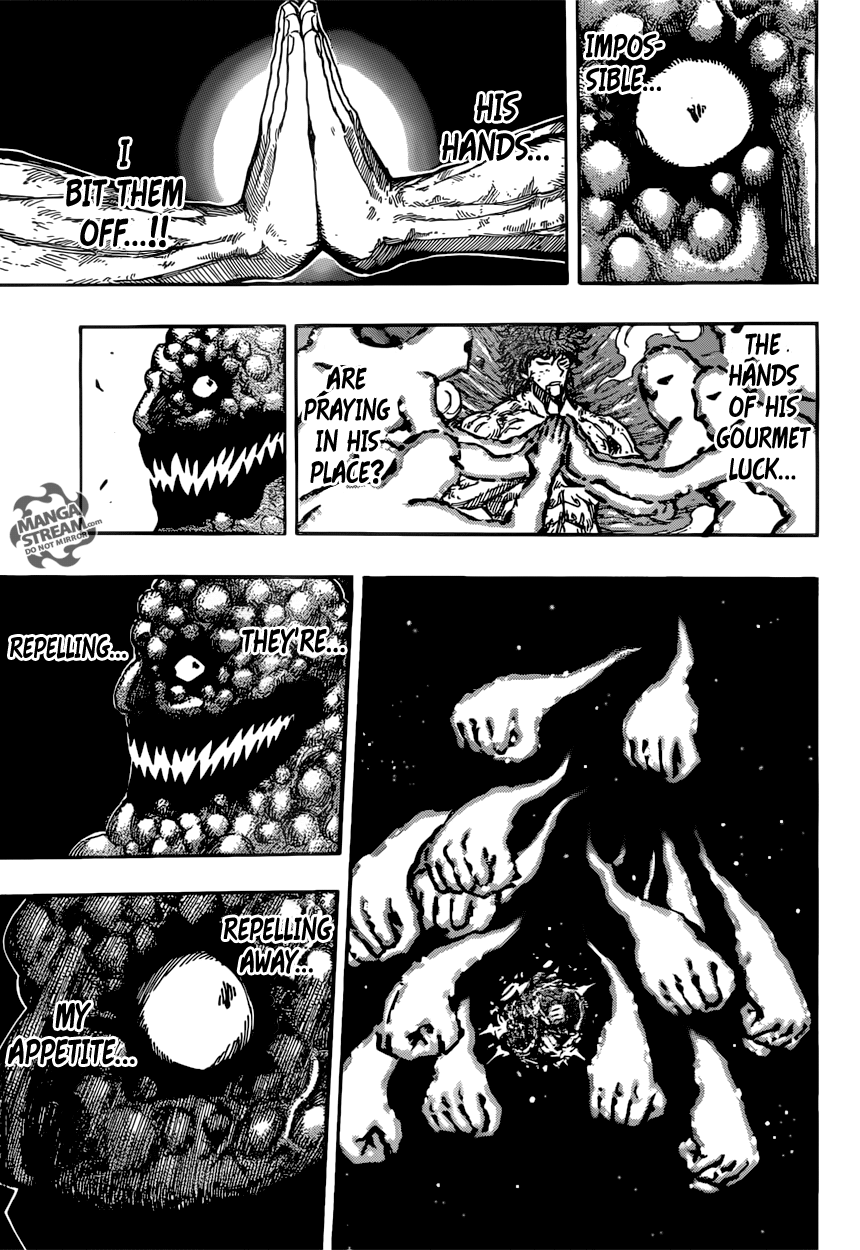 IMPOS-
SIBLE...
HIS
HANDS...
I
BIT THEM
OFF...!!
THE
HANDS
OF HIS
GOURMET
LUCK...
ARE
PRAYING
IN HIS
PLACE?
MANGA
STREAM.com
DO NOT MIRROR
THEY'RE...
REPELLING...
REPELLING
AWAY...
MY
APPETITE...